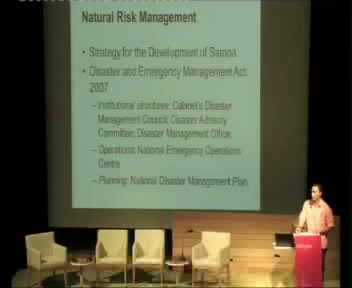 Natural Risk Management
• Strategy for the Development of Samoa
• Disaster and Emergency Management Act
2007
– Institutional structures: Cabinet's Disaster
Management Council; Disaster Advisory
Committee; Disaster Management Office;
– Operations: National Emergency Operations
Centre
– Planning: National Disaster Management Plan